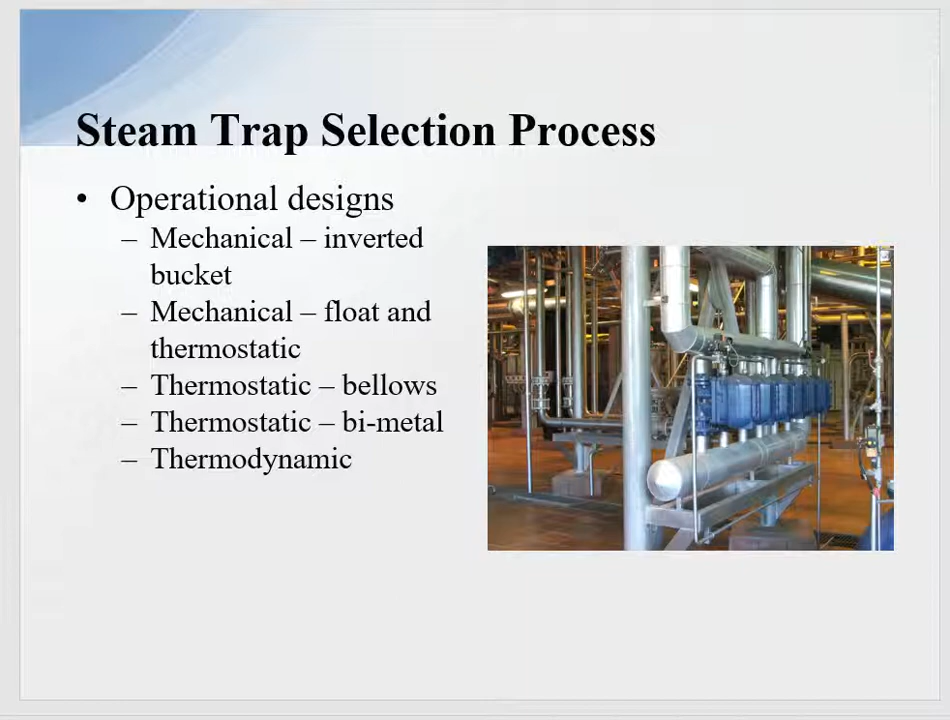 Steam Trap Selection Process
• Operational designs
– Mechanical – inverted
bucket
– Mechanical – float and
thermostatic
– Thermostatic – bellows
– Thermostatic – bi-metal
– Thermodynamic